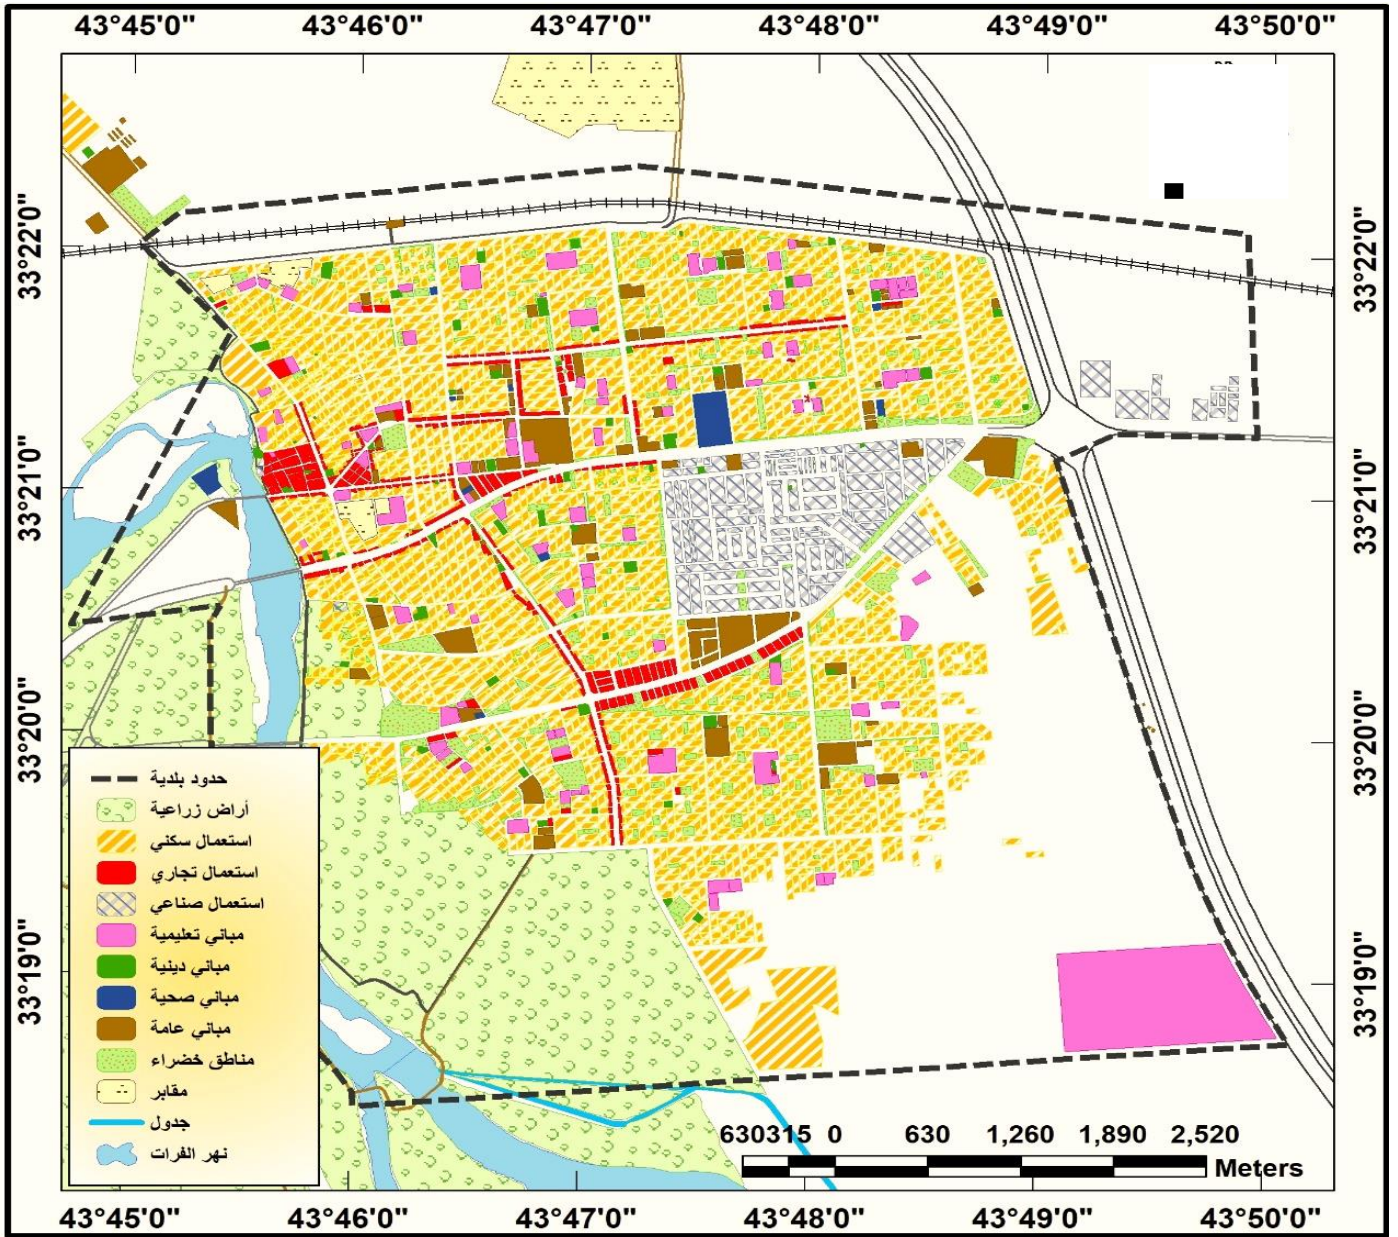 43°45'0"
43°46'0"
43°47'0"
43°48'0"
43°49'0"
43°50'0"
33°22'0"
33°21'0"
33°20'0"
33°19'0"
33°22'0"
33°21'0"
33°20'0"
33°19'0"
حدود بلدية
أراض زراعية
استعمال سكني
استعمال تجاري
استعمال صناعي
مباني تعليمية
مباني دينية
مباني صحية
مباني عامة
مناطق خضراء
مقابر
جدول
نهر الفرات
630 315 0 630 1,260 1,890 2,520
Meters
43°45'0"
43°46'0"
43°47'0"
43°48'0"
43°49'0"
43°50'0"